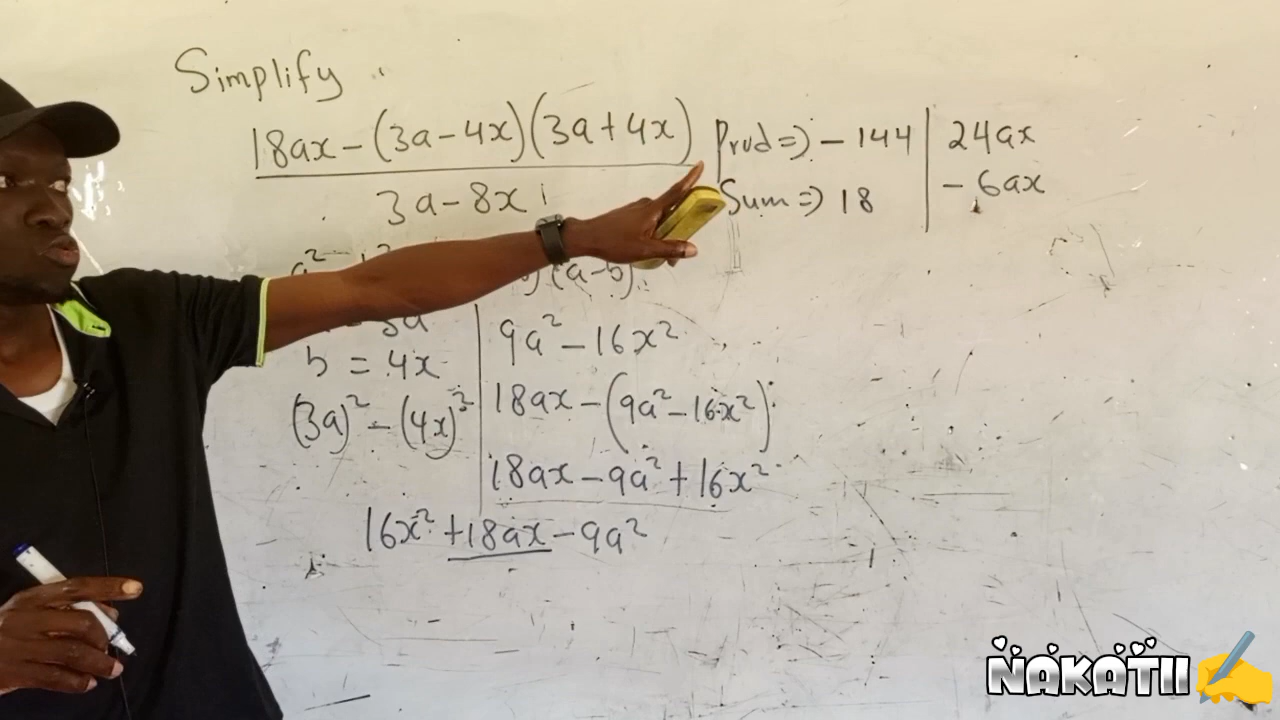 Simplify
18ax - (3a - 4x)(3a + 4x)
3a - 8x
Prod => - 144 | 24ax
Sum => 18 | - 6ax
(a-b)
3a
b = 4x
(3a)² - (4x)²
9a² - 16x²
18ax - (9a² - 16x²)
18ax - 9a² + 16x²
16x² + 18ax - 9a²
NAKATII